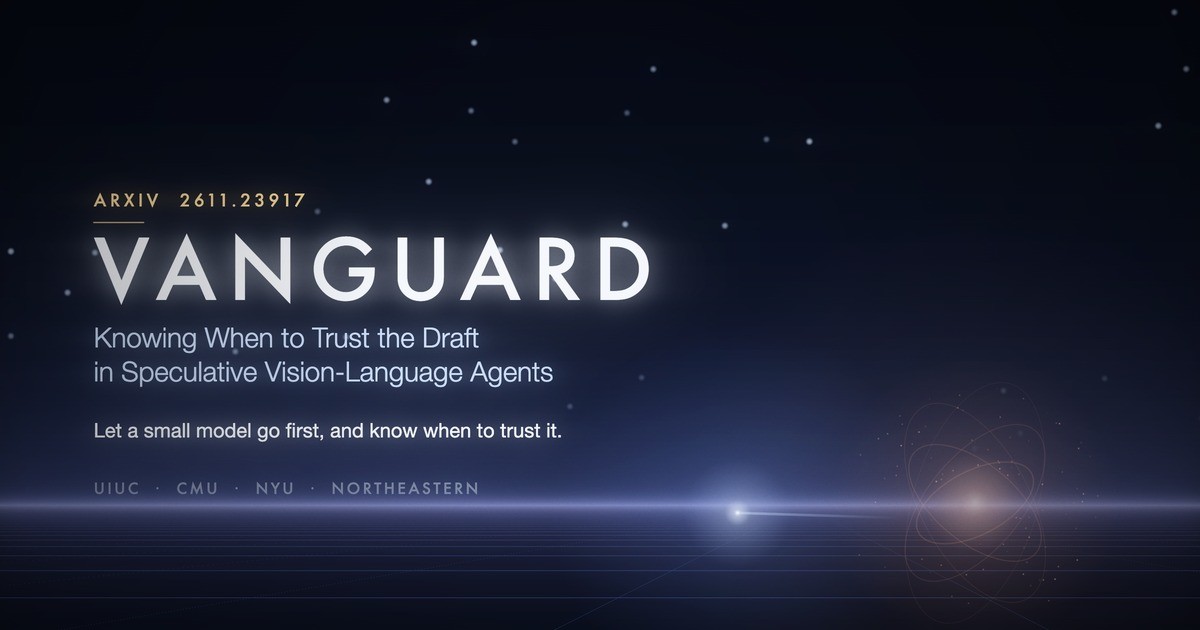 ARXIV 2611.23917
VANGUARD
Knowing When to Trust the Draft
in Speculative Vision-Language Agents
Let a small model go first, and know when to trust it.
UIUC · CMU · NYU · NORTHEASTERN